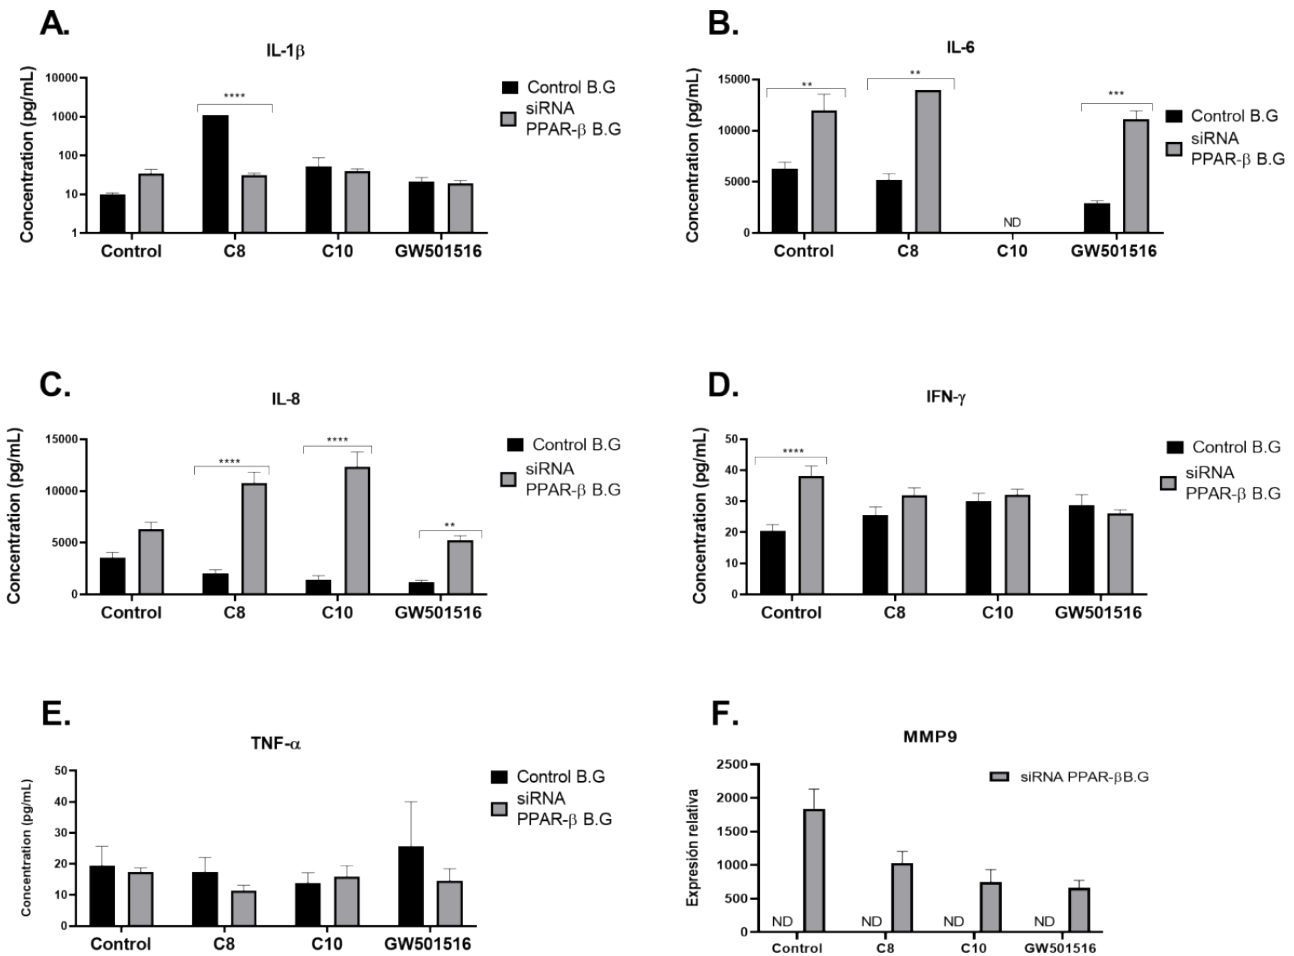 A.
IL-1β
Concentration (pg/mL)
10000
1000
100
10
1
****
Control
C8
C10
GW501516
Control B.G
siRNA
PPAR-β B.G
B.
IL-6
Concentration (pg/mL)
15000
10000
5000
0
**
**
ND
***
Control
C8
C10
GW501516
Control B.G
siRNA
PPAR-β B.G
C.
IL-8
Concentration (pg/mL)
15000
10000
5000
0
****
****
**
Control
C8
C10
GW501516
Control B.G
siRNA
PPAR-β B.G
D.
IFN-γ
Concentration (pg/mL)
50
40
30
20
10
0
****
Control
C8
C10
GW501516
Control B.G
siRNA
PPAR-β B.G
E.
TNF-α
Concentration (pg/mL)
50
40
30
20
10
0
Control
C8
C10
GW501516
Control B.G
siRNA
PPAR-β B.G
F.
MMP9
Expresión relativa
2500
2000
1500
1000
500
0
ND
ND
ND
ND
Control
C8
C10
GW501516
siRNA PPAR-βB.G